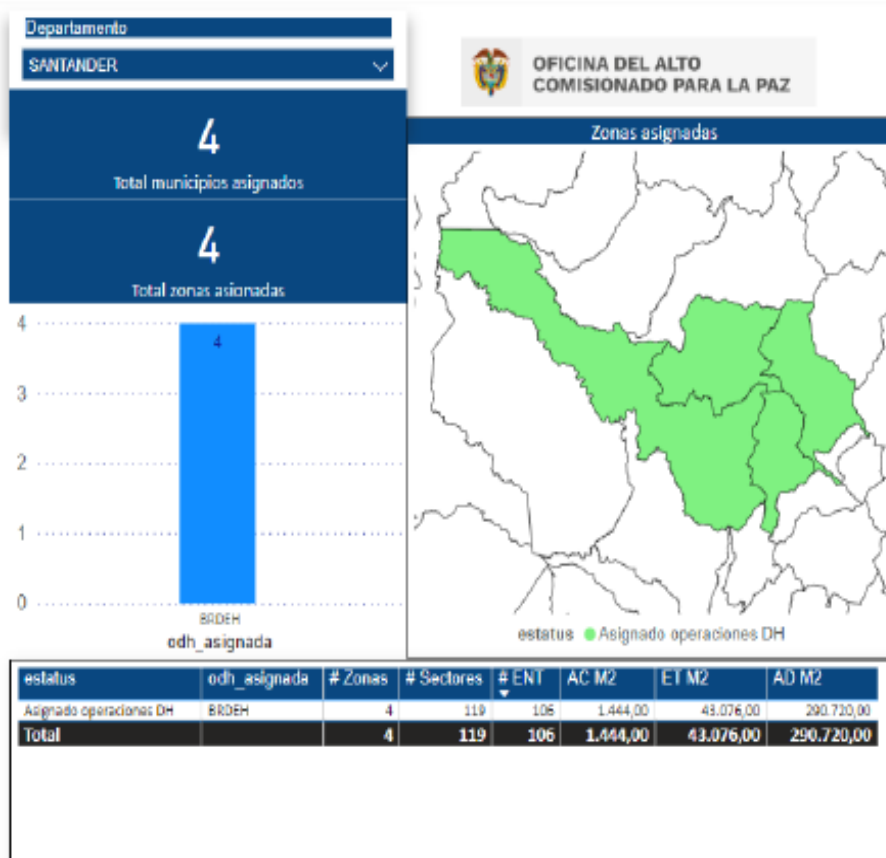 Departamento
SANTANDER
OFICINA DEL ALTO
COMISIONADO PARA LA PAZ
4
Total municipios asignados
4
Total zonas asionadas
Zonas asignadas
4
4
3
2
1
0
BRDEH
odh_asignada
estatus Asignado operaciones DH
estatus odh_asignada # Zonas # Sectores # ENT AC M2 ET M2 AD M2
Asignado operaciones DH BRDEH 4 119 106 1.444,00 43.076,00 290.720,00
Total 4 119 106 1.444,00 43.076,00 290.720,00